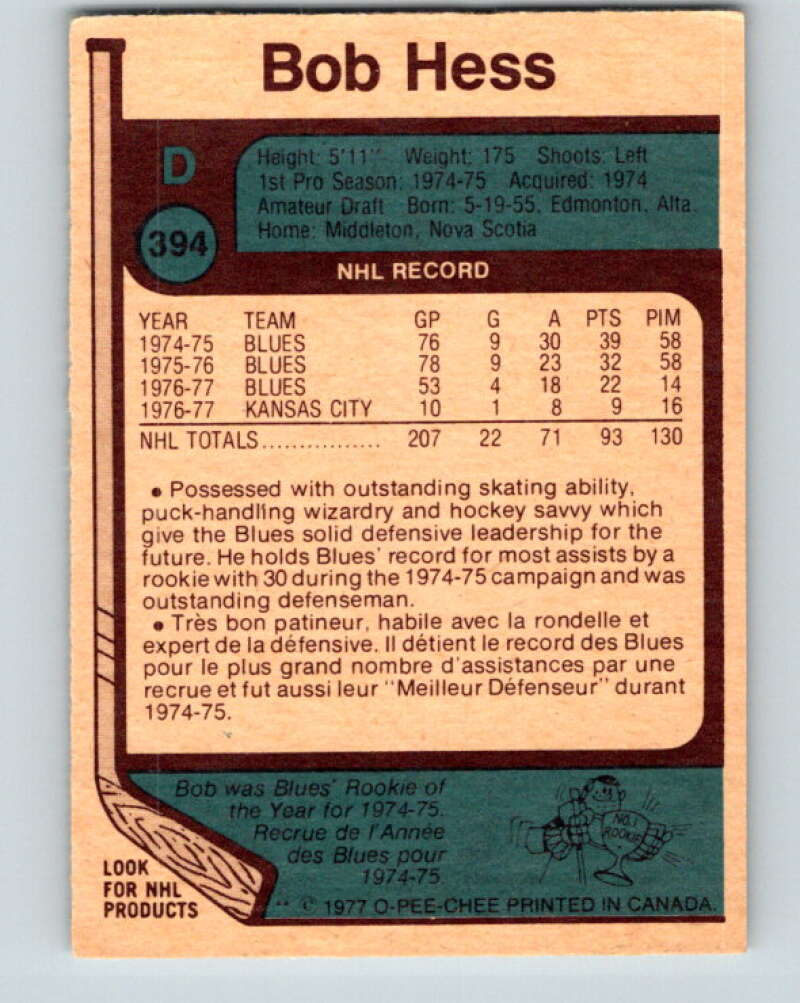 Bob Hess
D
394
Height: 5'11" Weight: 175 Shoots: Left
1st Pro Season: 1974-75 Acquired: 1974
Amateur Draft Born: 5-19-55, Edmonton, Alta.
Home: Middleton, Nova Scotia
NHL RECORD
YEAR TEAM GP G A PTS PIM
1974-75 BLUES 76 9 30 39 58
1975-76 BLUES 78 9 23 32 58
1976-77 BLUES 53 4 18 22 14
1976-77 KANSAS CITY 10 1 8 9 16
NHL TOTALS................ 207 22 71 93 130
• Possessed with outstanding skating ability,
puck-handling wizardry and hockey savvy which
give the Blues solid defensive leadership for the
future. He holds Blues' record for most assists by a
rookie with 30 during the 1974-75 campaign and was
outstanding defenseman.
• Très bon patineur, habile avec la rondelle et
expert de la défensive. Il détient le record des Blues
pour le plus grand nombre d'assistances par une
recrue et fut aussi leur "Meilleur Défenseur" durant
1974-75.
Bob was Blues' Rookie of
the Year for 1974-75.
Recrue de l'Année
des Blues pour
1974-75.
NO. 1
ROOKIE
LOOK
FOR NHL
PRODUCTS
** © 1977 O-PEE-CHEE PRINTED IN CANADA.